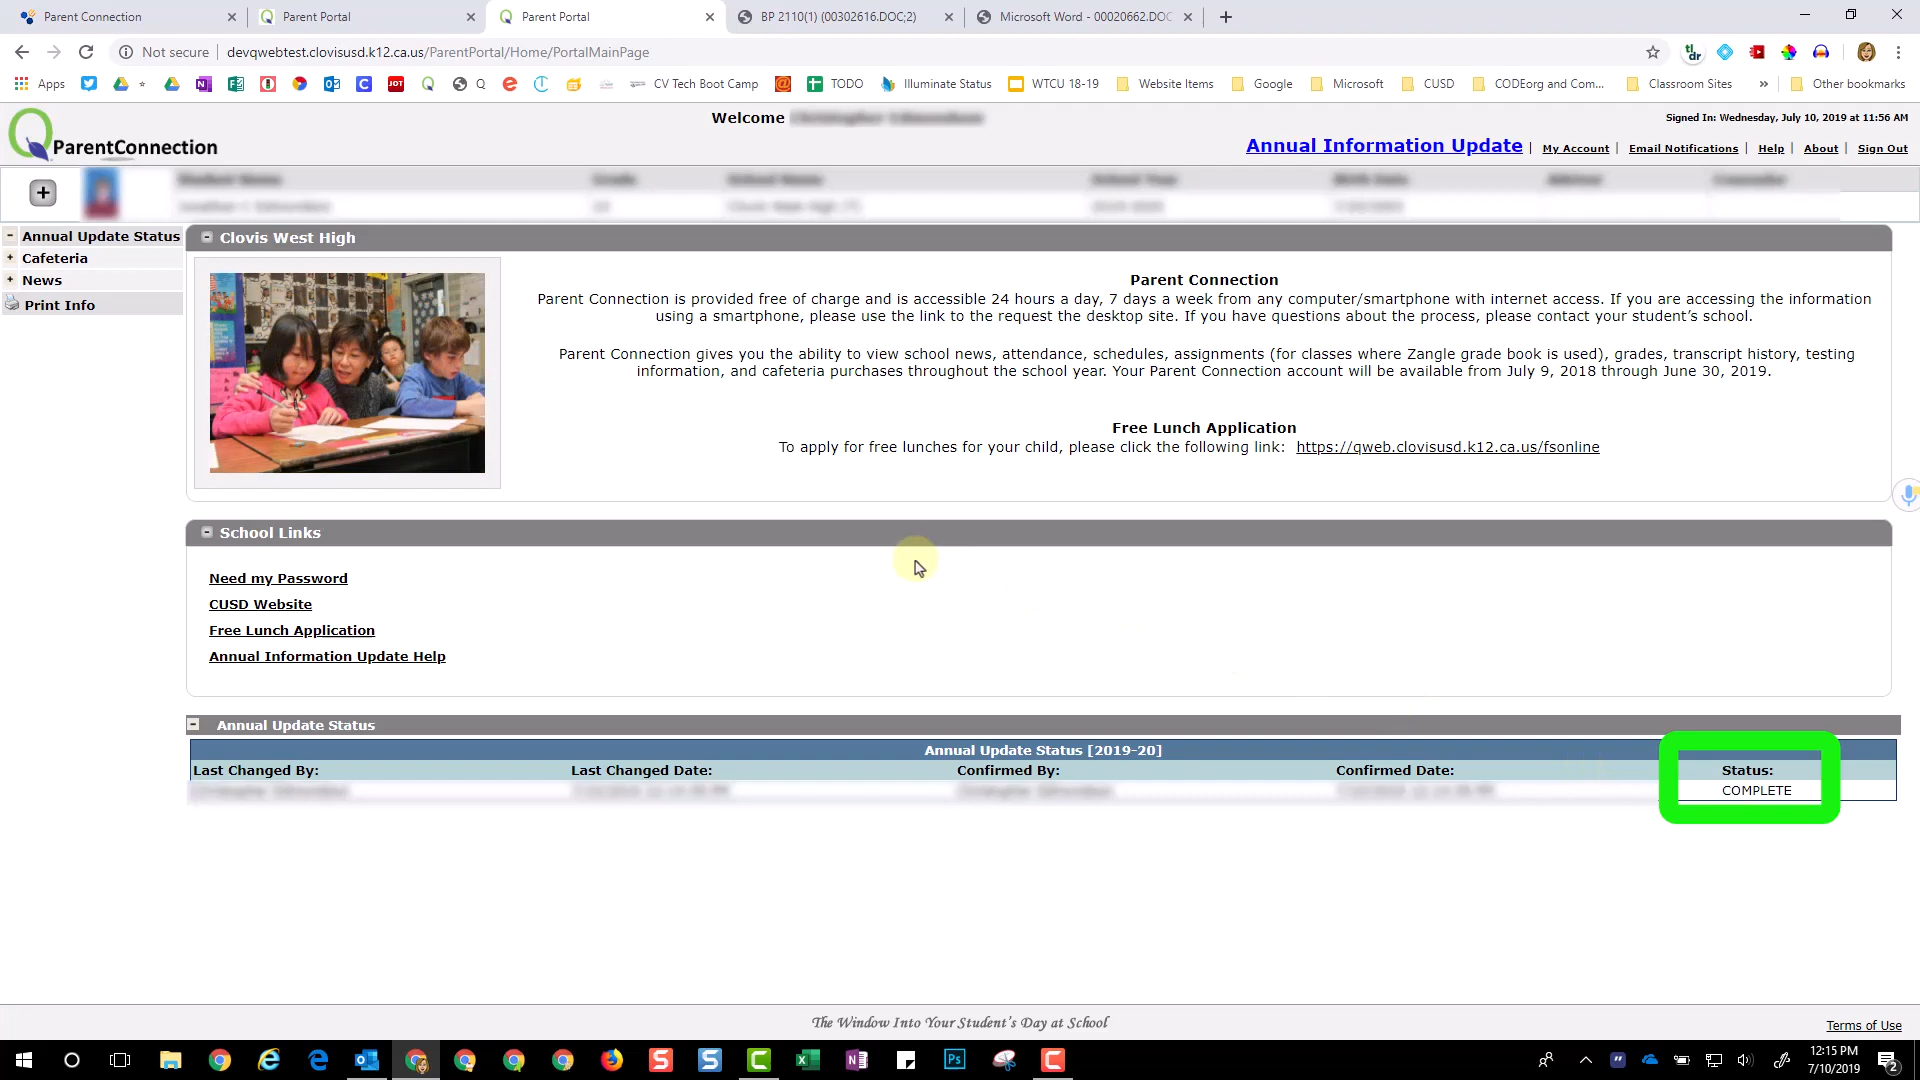 Parent Connection
Parent Portal
Parent Portal
BP 2110(1) (00302616.DOC;2)
Microsoft Word - 00020662.DOC
Not secure
devqwebtest.clovisusd.k12.ca.us/ParentPortal/Home/PortalMainPage
Apps
Q
CV Tech Boot Camp
TODO
Illuminate Status
WTCU 18-19
Website Items
Google
Microsoft
CUSD
CODEorg and Com...
Classroom Sites
»
Other bookmarks
ParentConnection
Welcome
Signed In: Wednesday, July 10, 2019 at 11:56 AM
Annual Information Update | My Account | Email Notifications | Help | About | Sign Out
Annual Update Status
Cafeteria
News
Print Info
Clovis West High
Parent Connection
Parent Connection is provided free of charge and is accessible 24 hours a day, 7 days a week from any computer/smartphone with internet access. If you are accessing the information
using a smartphone, please use the link to the request the desktop site. If you have questions about the process, please contact your student's school.
Parent Connection gives you the ability to view school news, attendance, schedules, assignments (for classes where Zangle grade book is used), grades, transcript history, testing
information, and cafeteria purchases throughout the school year. Your Parent Connection account will be available from July 9, 2018 through June 30, 2019.
Free Lunch Application
To apply for free lunches for your child, please click the following link: https://qweb.clovisusd.k12.ca.us/fsonline
School Links
Need my Password
CUSD Website
Free Lunch Application
Annual Information Update Help
Annual Update Status
Annual Update Status [2019-20]
Last Changed By: Last Changed Date: Confirmed By: Confirmed Date: Status:
COMPLETE
The Window Into Your Student's Day at School
Terms of Use
12:15 PM
7/10/2019
2